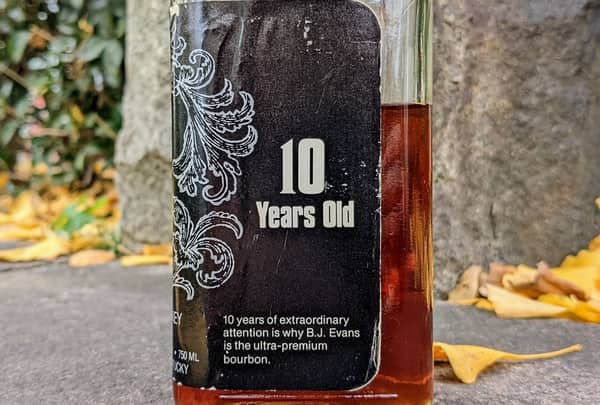 10
Years Old
10 years of extraordinary
attention is why B.J. Evans
is the ultra-premium
bourbon.
EY
• 750 ML
CKY